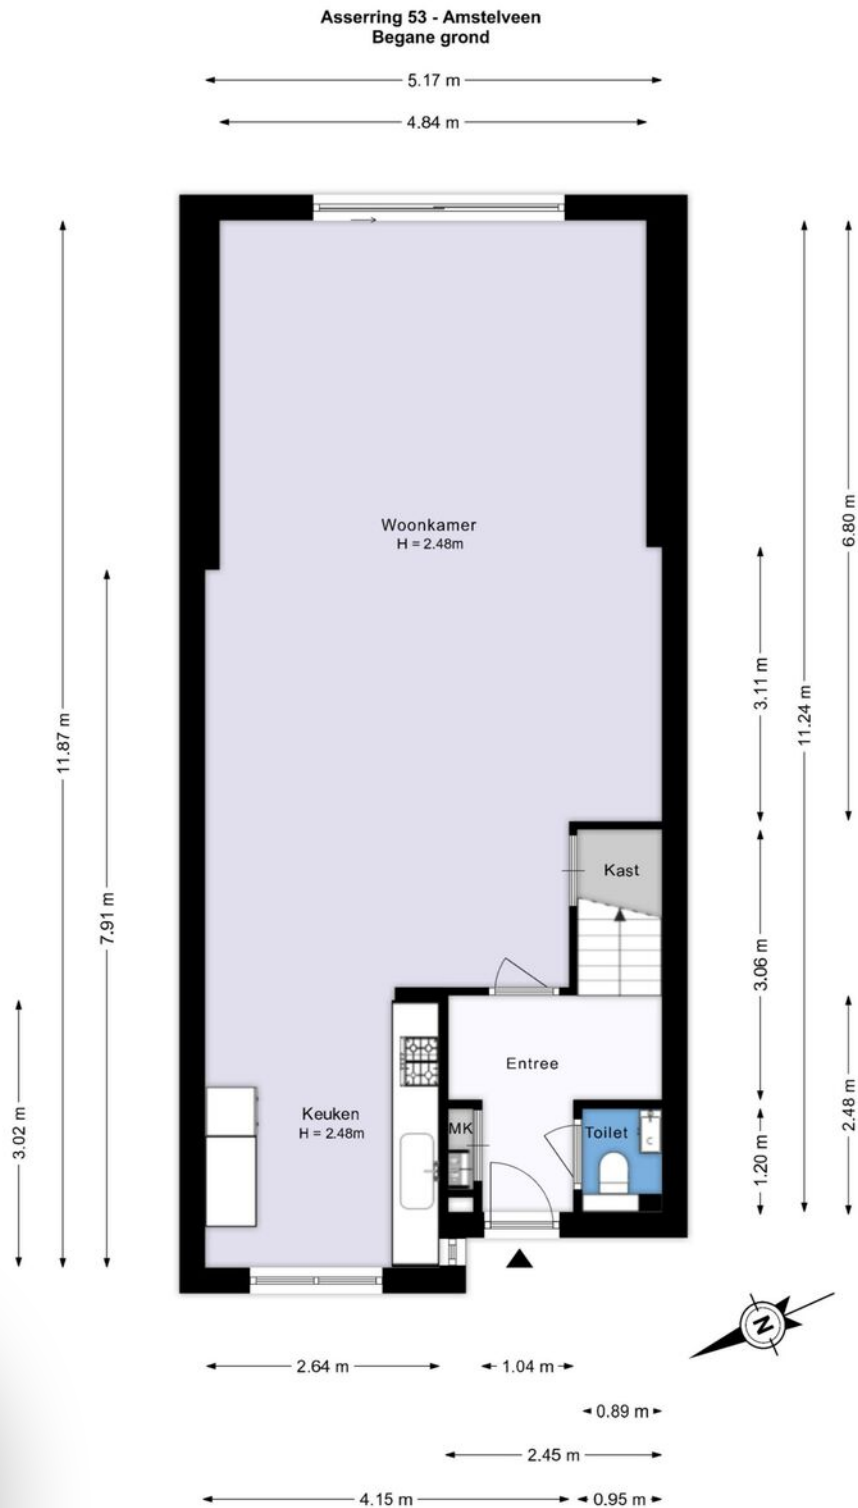 Asserring 53 - Amstelveen
Begane grond
5.17 m
4.84 m
Woonkamer
H = 2.48m
6.80 m
3.11 m
11.24 m
11.87 m
7.91 m
Kast
3.06 m
Entree
3.02 m
Keuken
H = 2.48m
MK
Toilet
1.20 m
2.48 m
N
2.64 m
1.04 m
0.89 m
2.45 m
4.15 m
0.95 m